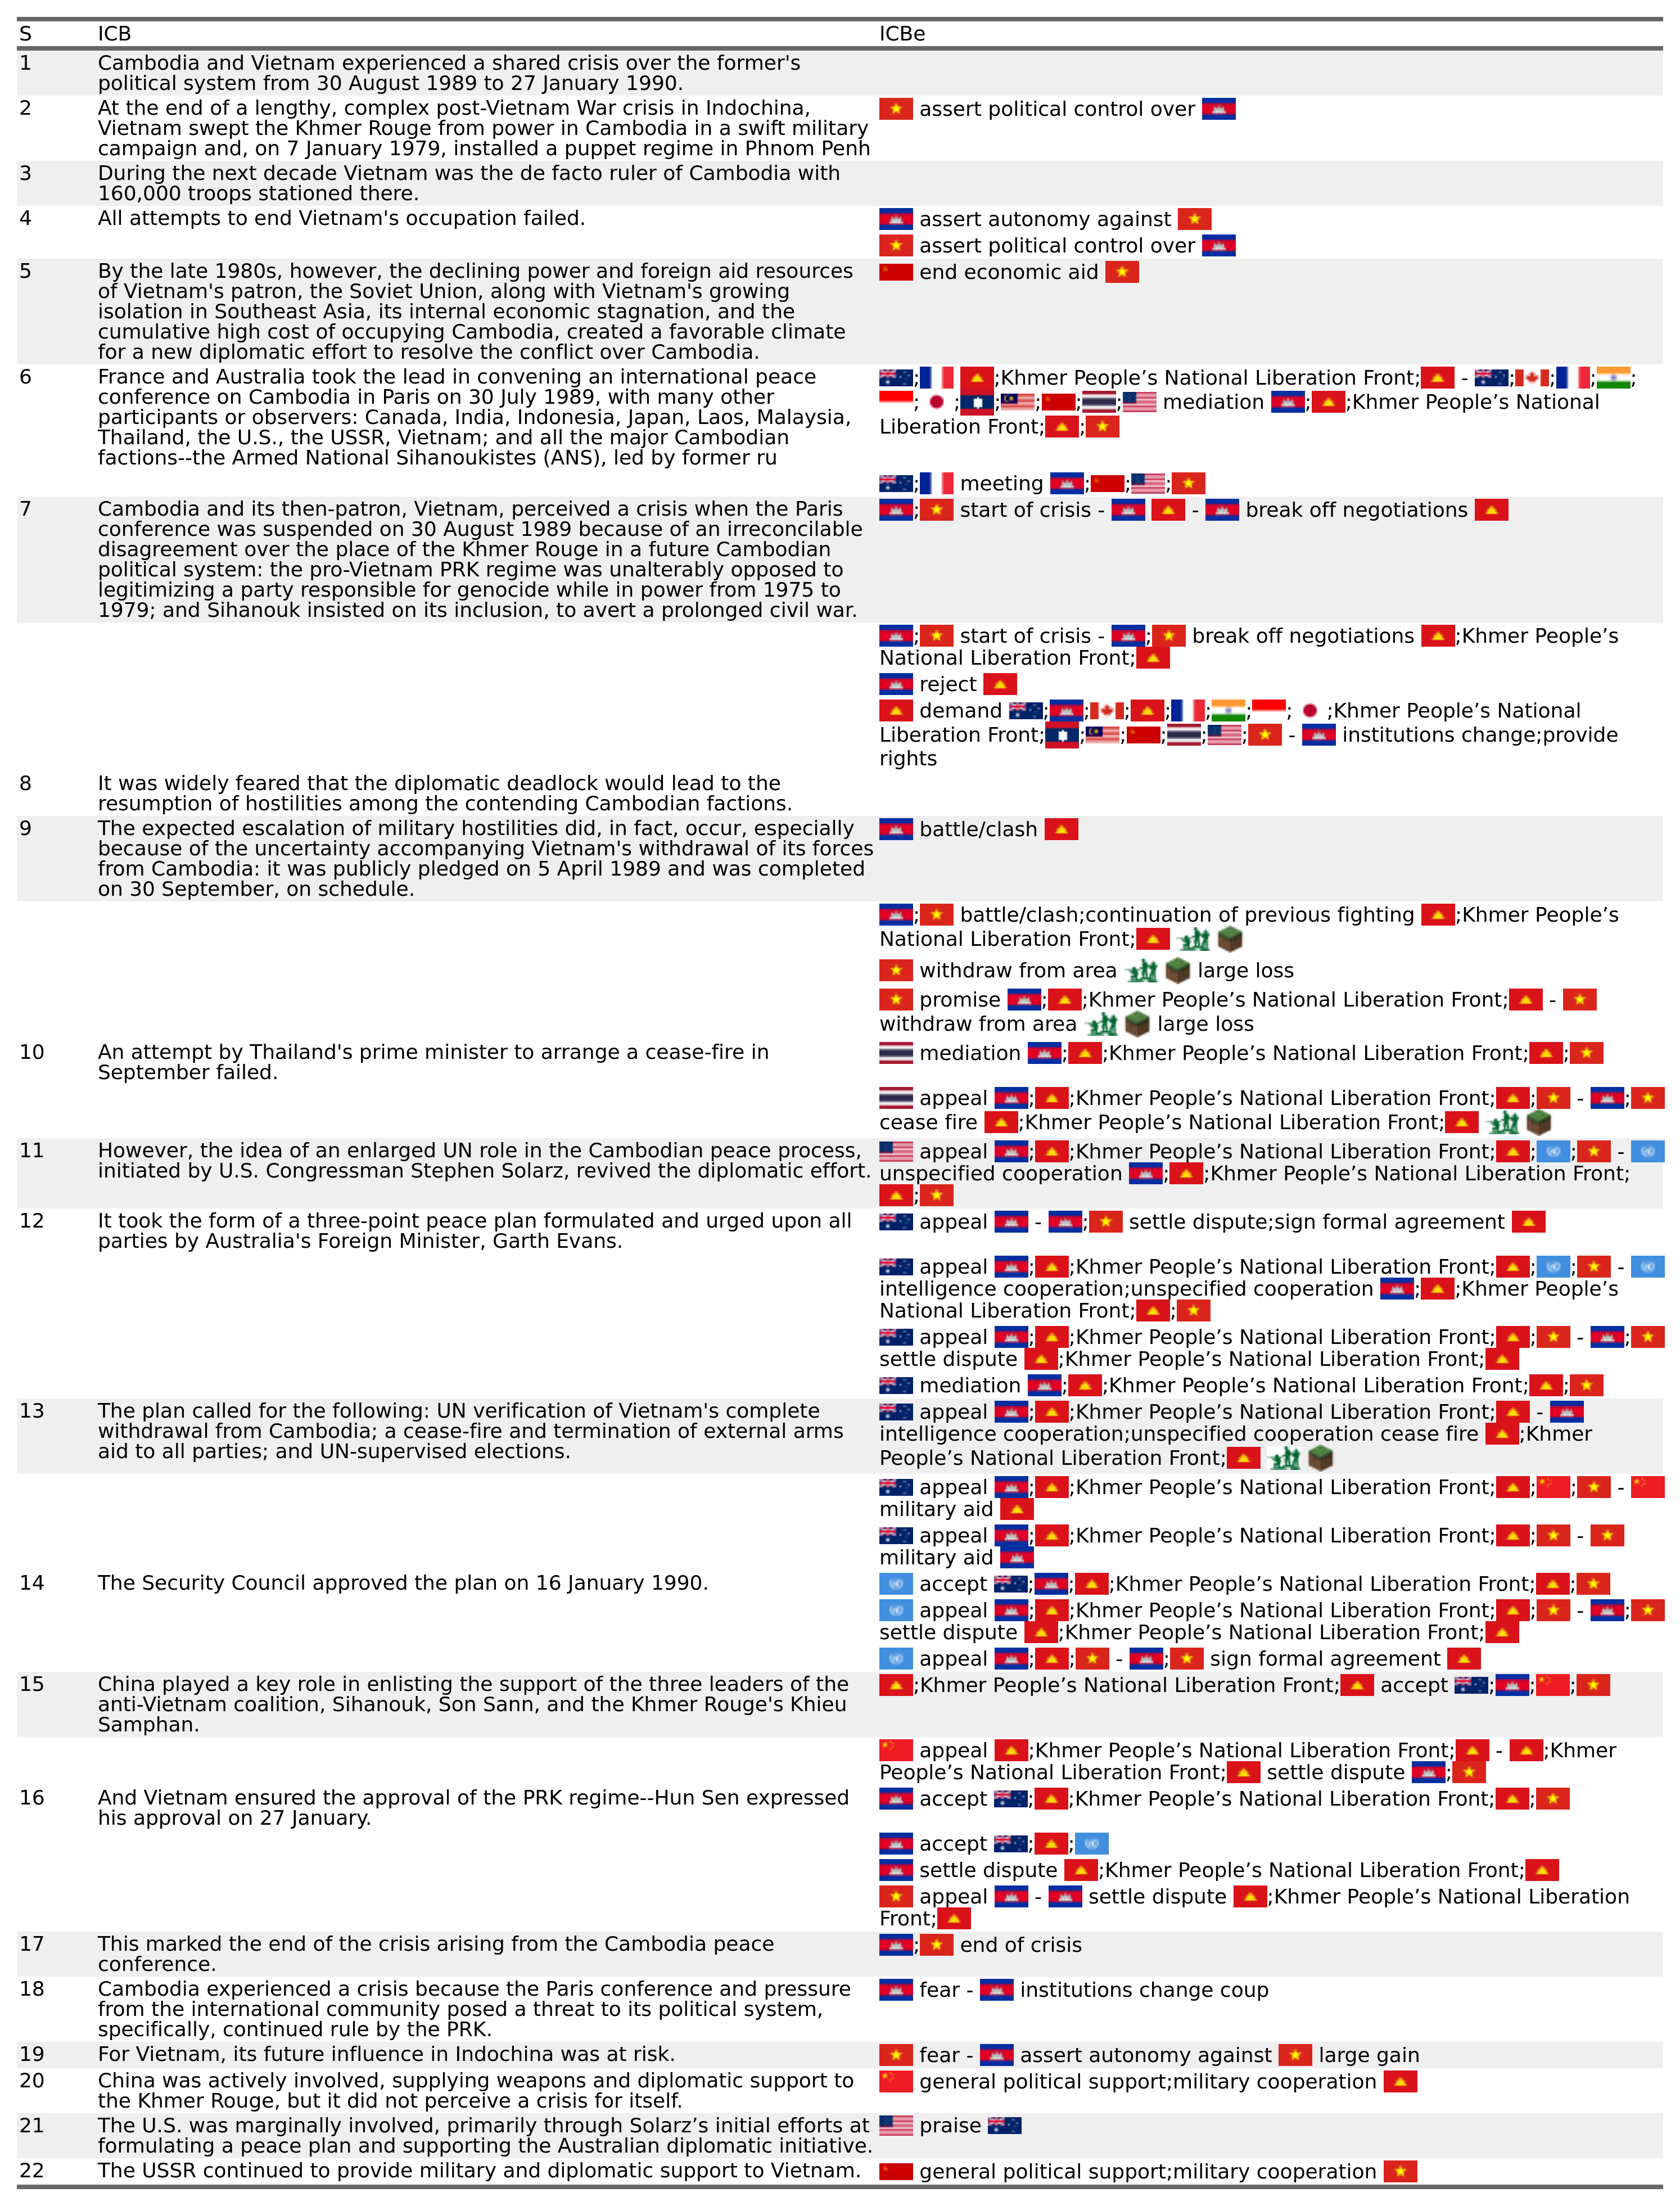 S ICB ICBe
1 Cambodia and Vietnam experienced a shared crisis over the former's
political system from 30 August 1989 to 27 January 1990.
2 At the end of a lengthy, complex post-Vietnam War crisis in Indochina,
Vietnam swept the Khmer Rouge from power in Cambodia in a swift military
campaign and, on 7 January 1979, installed a puppet regime in Phnom Penh
assert political control over
3 During the next decade Vietnam was the de facto ruler of Cambodia with
160,000 troops stationed there.
4 All attempts to end Vietnam's occupation failed.
assert autonomy against
assert political control over
5 By the late 1980s, however, the declining power and foreign aid resources
of Vietnam's patron, the Soviet Union, along with Vietnam's growing
isolation in Southeast Asia, its internal economic stagnation, and the
cumulative high cost of occupying Cambodia, created a favorable climate
for a new diplomatic effort to resolve the conflict over Cambodia.
end economic aid
6 France and Australia took the lead in convening an international peace
conference on Cambodia in Paris on 30 July 1989, with many other
participants or observers: Canada, India, Indonesia, Japan, Laos, Malaysia,
Thailand, the U.S., the USSR, Vietnam; and all the major Cambodian
factions--the Armed National Sihanoukistes (ANS), led by former ru
; ;Khmer People's National Liberation Front; - ; ; ; ;
; ; ; ; ; ; mediation ; ;Khmer People's National
Liberation Front; ;
; meeting ; ; ;
7 Cambodia and its then-patron, Vietnam, perceived a crisis when the Paris
conference was suspended on 30 August 1989 because of an irreconcilable
disagreement over the place of the Khmer Rouge in a future Cambodian
political system: the pro-Vietnam PRK regime was unalterably opposed to
legitimizing a party responsible for genocide while in power from 1975 to
1979; and Sihanouk insisted on its inclusion, to avert a prolonged civil war.
; start of crisis - - break off negotiations
; start of crisis - ; break off negotiations ;Khmer People's
National Liberation Front;
reject
demand ; ; ; ; ; ; ; ;Khmer People's National
Liberation Front; ; ; ; ; ; - institutions change;provide
rights
8 It was widely feared that the diplomatic deadlock would lead to the
resumption of hostilities among the contending Cambodian factions.
9 The expected escalation of military hostilities did, in fact, occur, especially
because of the uncertainty accompanying Vietnam's withdrawal of its forces
from Cambodia: it was publicly pledged on 5 April 1989 and was completed
on 30 September, on schedule.
battle/clash
; battle/clash;continuation of previous fighting ;Khmer People's
National Liberation Front;
withdraw from area large loss
promise ; ;Khmer People's National Liberation Front; -
withdraw from area large loss
10 An attempt by Thailand's prime minister to arrange a cease-fire in
September failed.
mediation ; ;Khmer People's National Liberation Front; ;
appeal ; ;Khmer People's National Liberation Front; ; - ;
cease fire ;Khmer People's National Liberation Front;
11 However, the idea of an enlarged UN role in the Cambodian peace process,
initiated by U.S. Congressman Stephen Solarz, revived the diplomatic effort.
appeal ; ;Khmer People's National Liberation Front; ; ; -
unspecified cooperation ; ;Khmer People's National Liberation Front;
;
12 It took the form of a three-point peace plan formulated and urged upon all
parties by Australia's Foreign Minister, Garth Evans.
appeal - ; settle dispute;sign formal agreement
appeal ; ;Khmer People's National Liberation Front; ; ; -
intelligence cooperation;unspecified cooperation ; ;Khmer People's
National Liberation Front; ;
appeal ; ;Khmer People's National Liberation Front; ; - ;
settle dispute ;Khmer People's National Liberation Front;
mediation ; ;Khmer People's National Liberation Front; ;
13 The plan called for the following: UN verification of Vietnam's complete
withdrawal from Cambodia; a cease-fire and termination of external arms
aid to all parties; and UN-supervised elections.
appeal ; ;Khmer People's National Liberation Front; -
intelligence cooperation;unspecified cooperation cease fire ;Khmer
People's National Liberation Front;
appeal ; ;Khmer People's National Liberation Front; ; ; -
military aid
appeal ; ;Khmer People's National Liberation Front; ; -
military aid
14 The Security Council approved the plan on 16 January 1990.
accept ; ; ;Khmer People's National Liberation Front; ;
appeal ; ;Khmer People's National Liberation Front; ; - ;
settle dispute ;Khmer People's National Liberation Front;
appeal ; ; - ; sign formal agreement
15 China played a key role in enlisting the support of the three leaders of the
anti-Vietnam coalition, Sihanouk, Son Sann, and the Khmer Rouge's Khieu
Samphan.
;Khmer People's National Liberation Front; accept ; ; ;
appeal ;Khmer People's National Liberation Front; - ;Khmer
People's National Liberation Front; settle dispute ;
16 And Vietnam ensured the approval of the PRK regime--Hun Sen expressed
his approval on 27 January.
accept ; ;Khmer People's National Liberation Front; ;
accept ; ;
settle dispute ;Khmer People's National Liberation Front;
appeal - settle dispute ;Khmer People's National Liberation
Front;
17 This marked the end of the crisis arising from the Cambodia peace
conference.
; end of crisis
18 Cambodia experienced a crisis because the Paris conference and pressure
from the international community posed a threat to its political system,
specifically, continued rule by the PRK.
fear - institutions change coup
19 For Vietnam, its future influence in Indochina was at risk.
fear - assert autonomy against large gain
20 China was actively involved, supplying weapons and diplomatic support to
the Khmer Rouge, but it did not perceive a crisis for itself.
general political support;military cooperation
21 The U.S. was marginally involved, primarily through Solarz’s initial efforts at
formulating a peace plan and supporting the Australian diplomatic initiative.
praise
22 The USSR continued to provide military and diplomatic support to Vietnam.
general political support;military cooperation